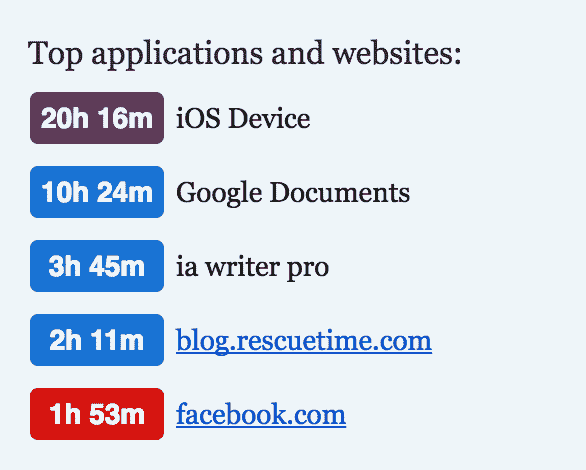 Top applications and websites:
20h 16m iOS Device
10h 24m Google Documents
3h 45m ia writer pro
2h 11m blog.rescuetime.com
1h 53m facebook.com